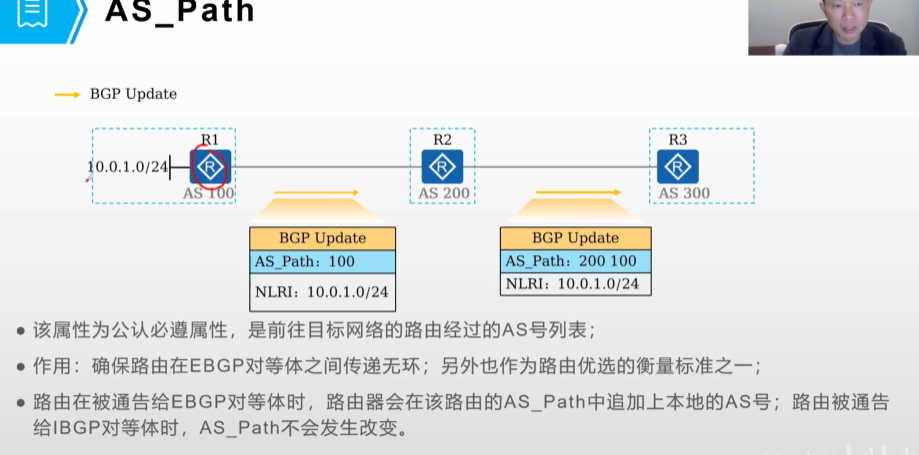 AS_Path
BGP Update
R1
R2
R3
10.0.1.0/24
AS 100
AS 200
AS 300
BGP Update
AS_Path：100
NLRI：10.0.1.0/24
BGP Update
AS_Path：200 100
NLRI：10.0.1.0/24
● 该属性为公认必遵属性，是前往目标网络的路由经过的AS号列表；
● 作用：确保路由在EBGP对等体之间传递无环；另外也作为路由优选的衡量标准之一；
● 路由在被通告给EBGP对等体时，路由器会在该路由的AS_Path中追加上本地的AS号；路由被通告
给IBGP对等体时，AS_Path不会发生改变。